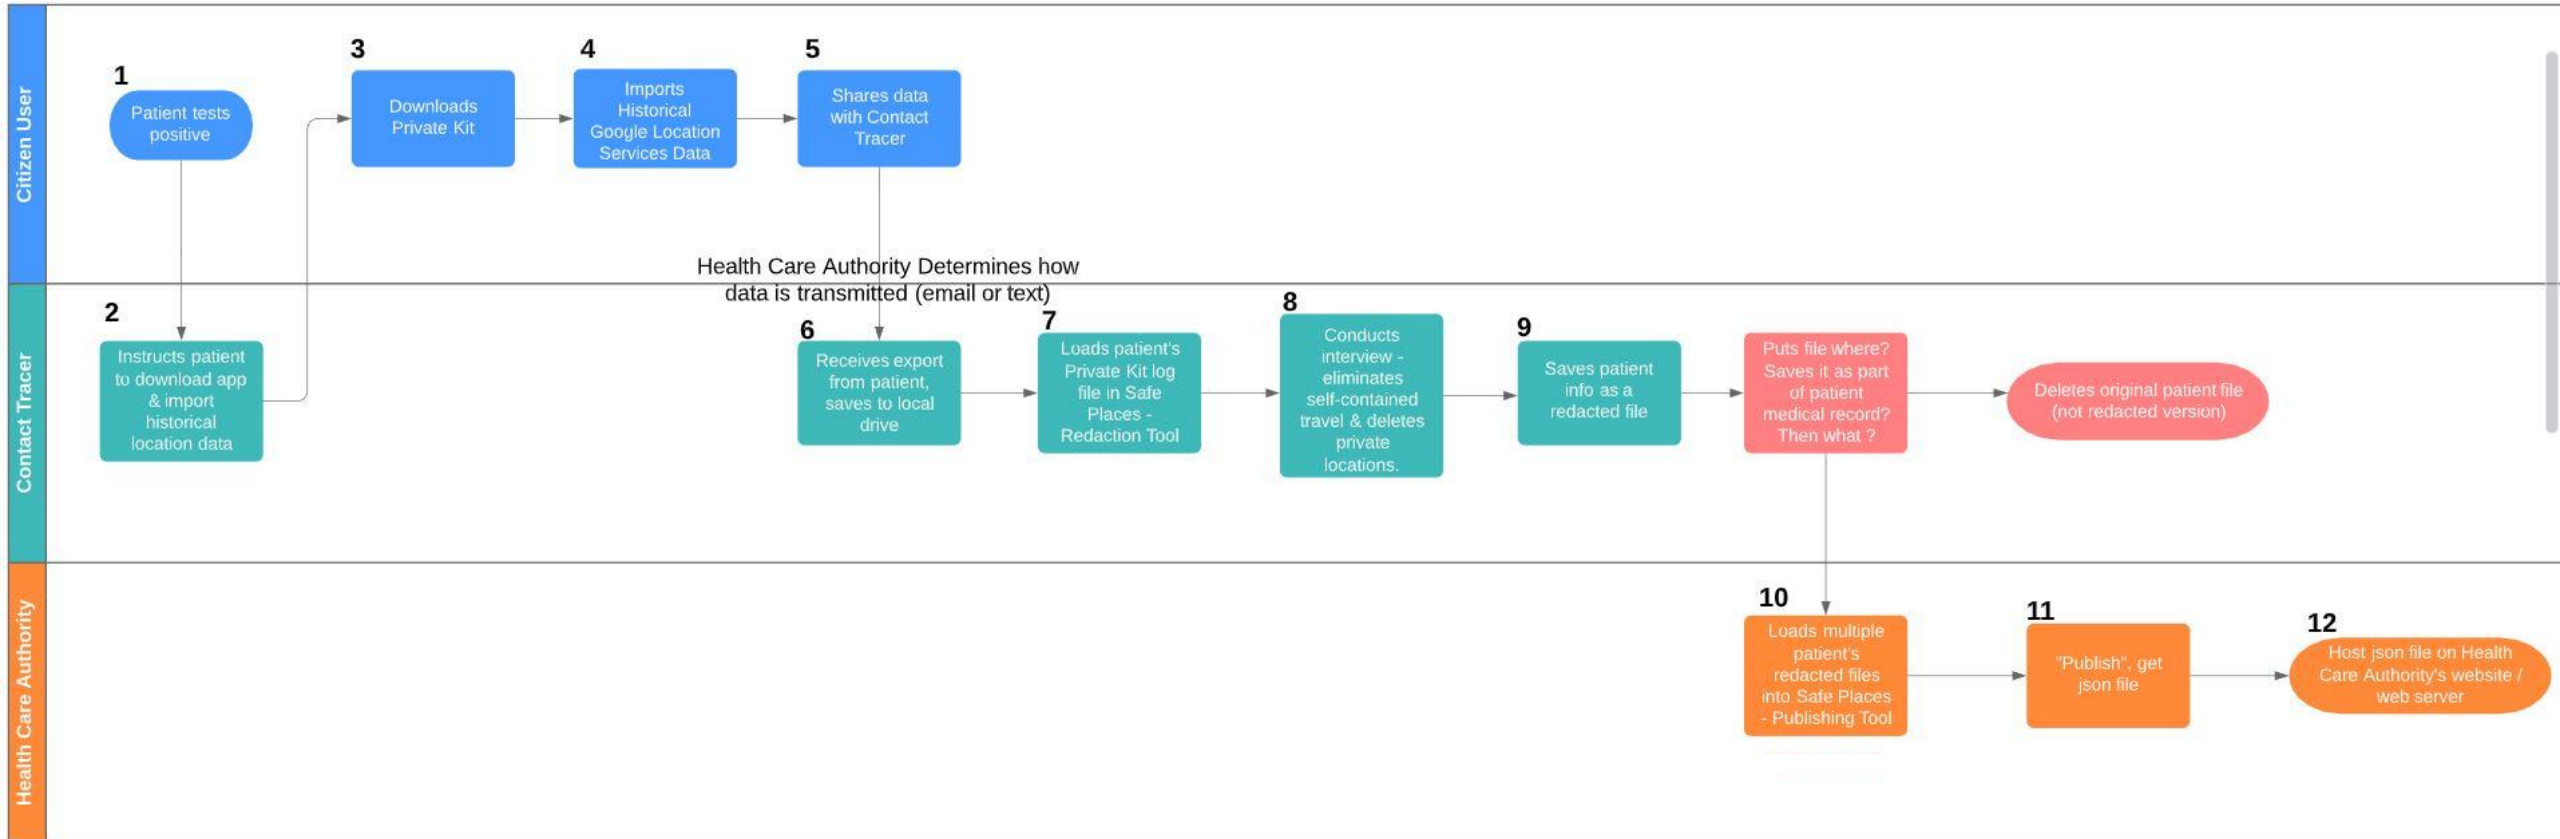 Citizen User
1
Patient tests
positive
3
Downloads
Private Kit
4
Imports
Historical
Google Location
Services Data
5
Shares data
with Contact
Tracer
Health Care Authority Determines how
data is transmitted (email or text)
Contact Tracer
2
Instructs patient
to download app
& import
historical
location data
6
Receives export
from patient,
saves to local
drive
7
Loads patient's
Private Kit log
file in Safe
Places -
Redaction Tool
8
Conducts
interview -
eliminates
self-contained
travel & deletes
private
locations.
9
Saves patient
info as a
redacted file
Puts file where?
Saves it as part
of patient
medical record?
Then what ?
Deletes original patient file
(not redacted version)
Health Care Authority
10
Loads multiple
patient's
redacted files
into Safe Places
- Publishing Tool
11
"Publish", get
json file
12
Host json file on Health
Care Authority's website /
web server